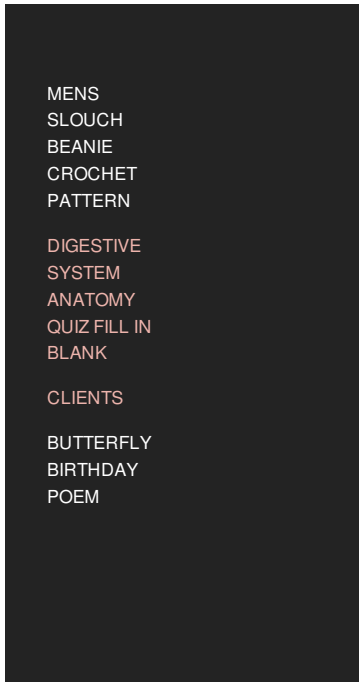 MENS
SLOUCH
BEANIE
CROCHET
PATTERN
DIGESTIVE
SYSTEM
ANATOMY
QUIZ FILL IN
BLANK
CLIENTS
BUTTERFLY
BIRTHDAY
POEM